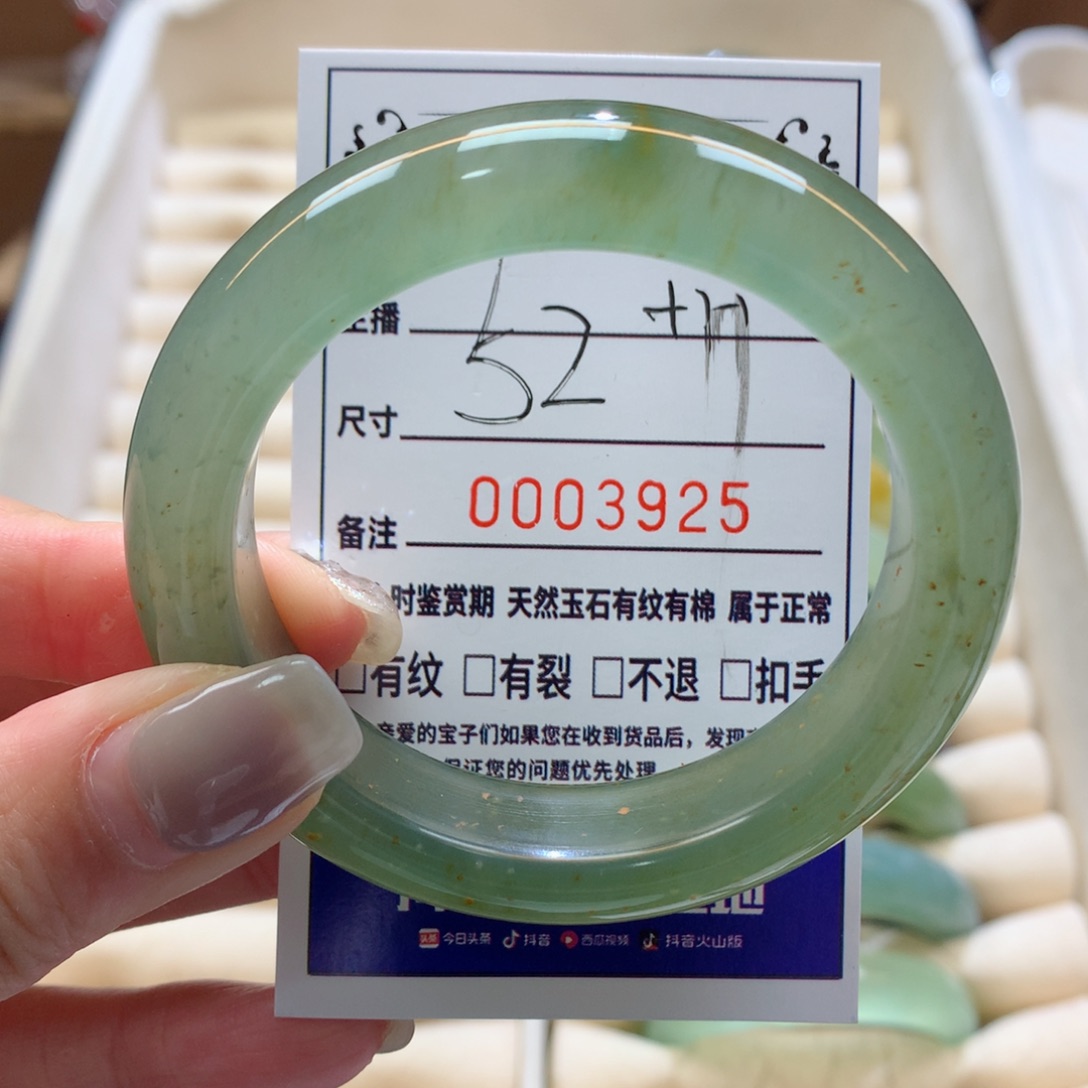 主播
52
尺寸
0003925
备注
时鉴赏期 天然玉石有纹有棉 属于正常
□有纹 □有裂 □不退 □扣手
亲爱的宝子们如果您在收到货品后，发现
保证您的问题优先处理
今日头条 抖音 西瓜视频 抖音火山版